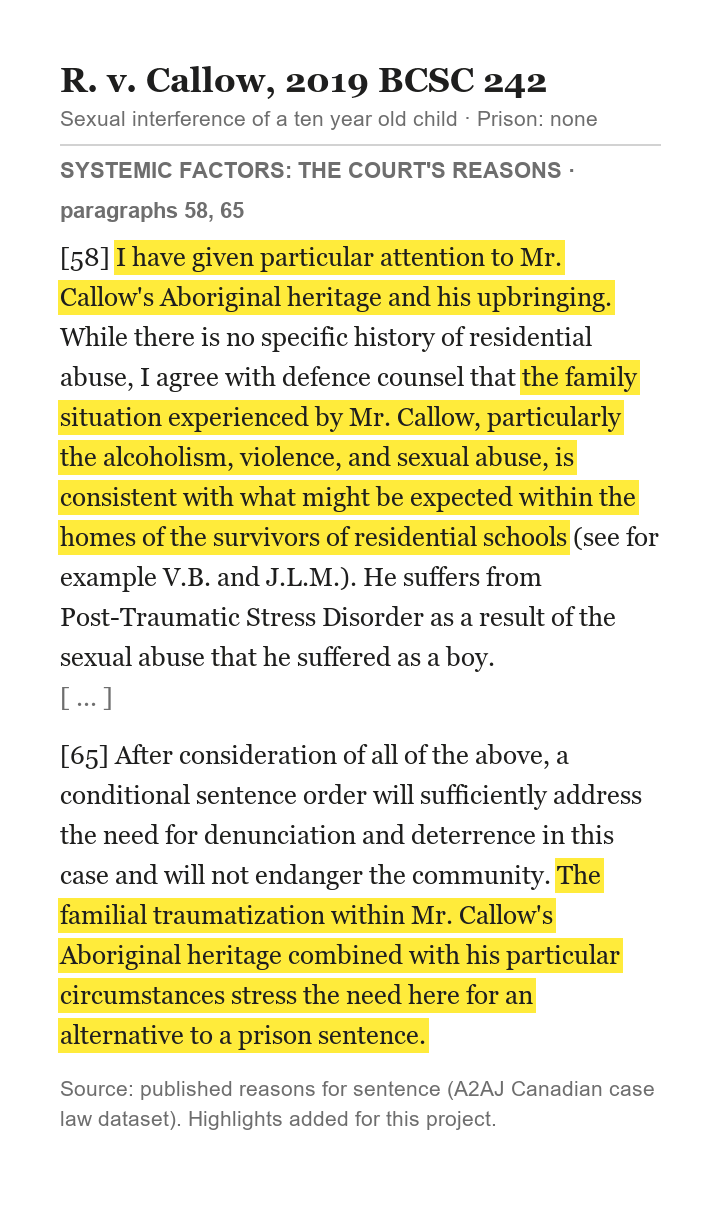 R. v. Callow, 2019 BCSC 242
Sexual interference of a ten year old child · Prison: none
SYSTEMIC FACTORS: THE COURT'S REASONS ·
paragraphs 58, 65
[58] I have given particular attention to Mr.
Callow's Aboriginal heritage and his upbringing.
While there is no specific history of residential
abuse, I agree with defence counsel that the family
situation experienced by Mr. Callow, particularly
the alcoholism, violence, and sexual abuse, is
consistent with what might be expected within the
homes of the survivors of residential schools (see for
example V.B. and J.L.M.). He suffers from
Post-Traumatic Stress Disorder as a result of the
sexual abuse that he suffered as a boy.
[ ... ]
[65] After consideration of all of the above, a
conditional sentence order will sufficiently address
the need for denunciation and deterrence in this
case and will not endanger the community. The
familial traumatization within Mr. Callow's
Aboriginal heritage combined with his particular
circumstances stress the need here for an
alternative to a prison sentence.
Source: published reasons for sentence (A2AJ Canadian case
law dataset). Highlights added for this project.